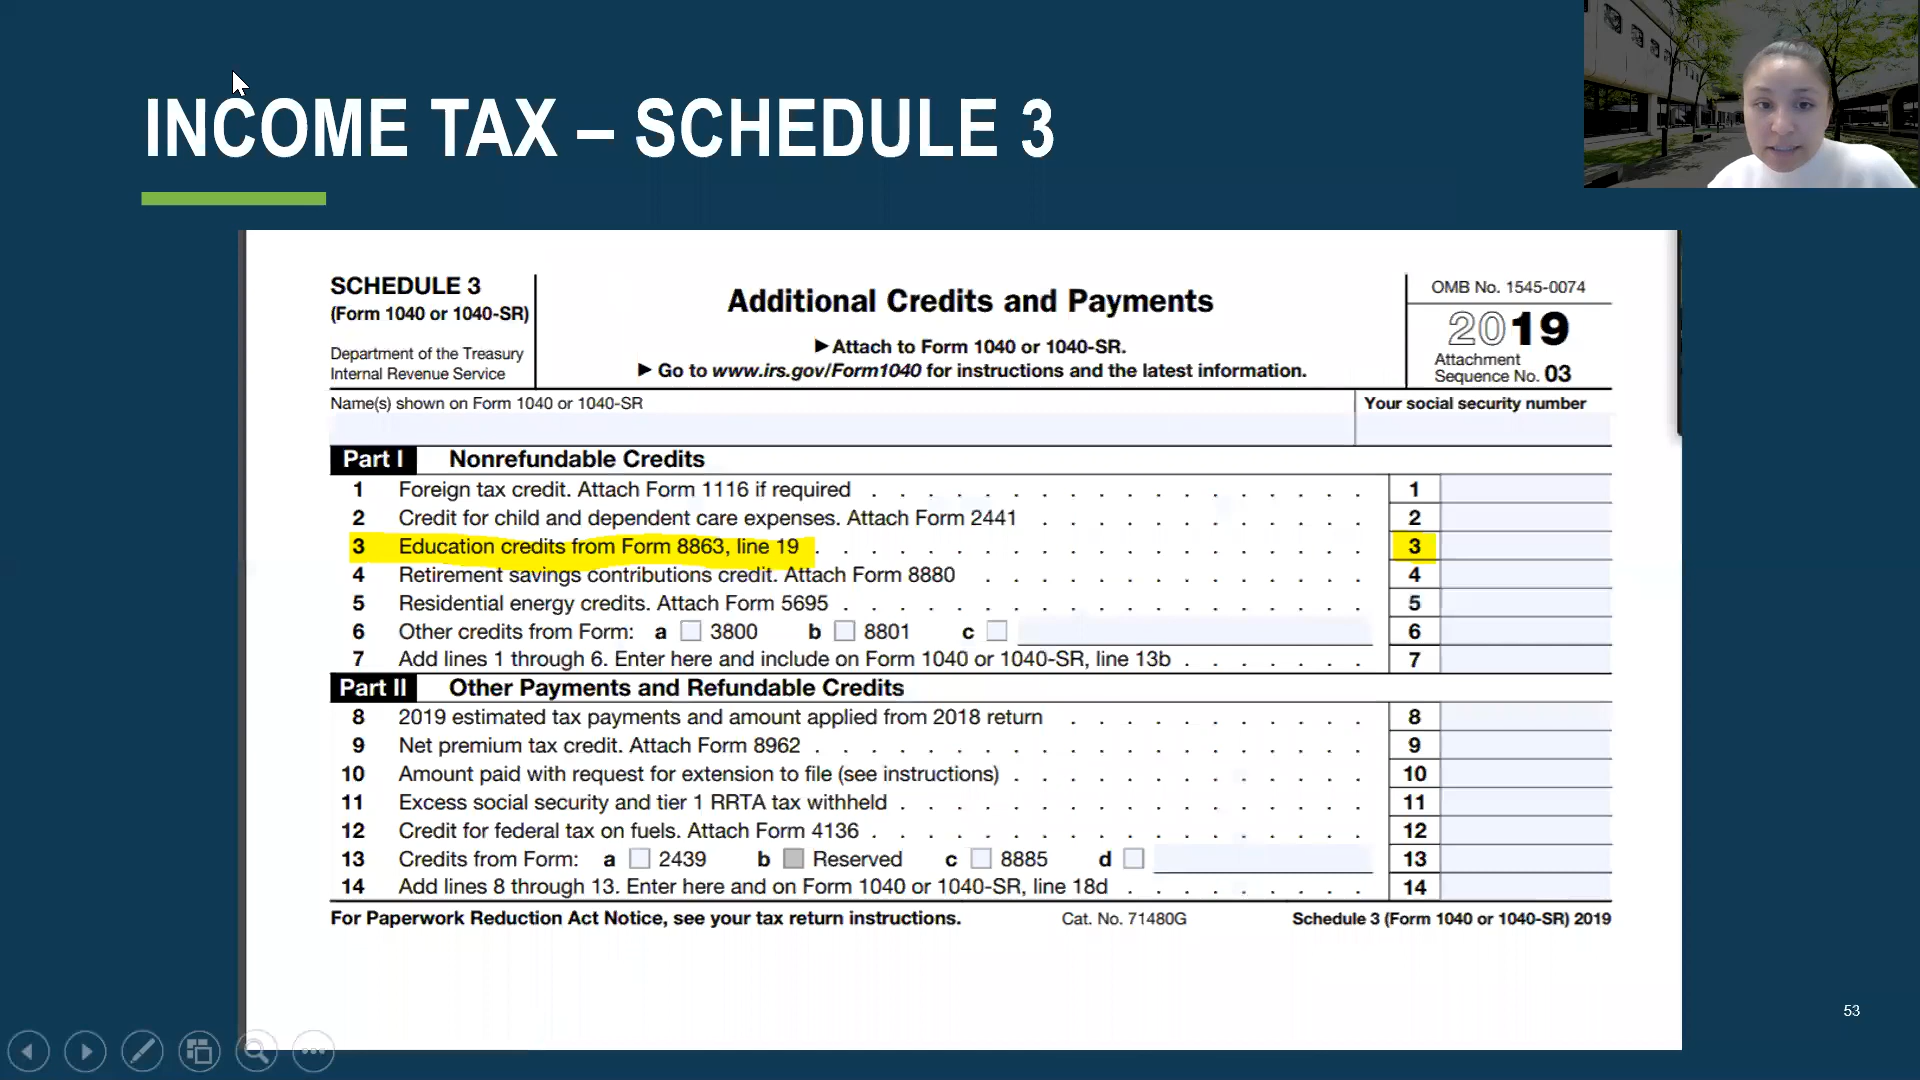 INCOME TAX – SCHEDULE 3
SCHEDULE 3
(Form 1040 or 1040-SR)
Department of the Treasury
Internal Revenue Service
Additional Credits and Payments
▶ Attach to Form 1040 or 1040-SR.
▶ Go to www.irs.gov/Form1040 for instructions and the latest information.
OMB No. 1545-0074
2019
Attachment
Sequence No. 03
Name(s) shown on Form 1040 or 1040-SR
Your social security number
Part I Nonrefundable Credits
1 Foreign tax credit. Attach Form 1116 if required . . . . . . . . . . . . . . . . . . 1
2 Credit for child and dependent care expenses. Attach Form 2441 . . . . . . . . . . . . 2
3 Education credits from Form 8863, line 19 . . . . . . . . . . . . . . . . . . . . 3
4 Retirement savings contributions credit. Attach Form 8880 . . . . . . . . . . . . . . 4
5 Residential energy credits. Attach Form 5695 . . . . . . . . . . . . . . . . . . . 5
6 Other credits from Form: a 3800 b 8801 c 6
7 Add lines 1 through 6. Enter here and include on Form 1040 or 1040-SR, line 13b . . . . . . . 7
Part II Other Payments and Refundable Credits
8 2019 estimated tax payments and amount applied from 2018 return . . . . . . . . . . . 8
9 Net premium tax credit. Attach Form 8962 . . . . . . . . . . . . . . . . . . . . 9
10 Amount paid with request for extension to file (see instructions) . . . . . . . . . . . . . 10
11 Excess social security and tier 1 RRTA tax withheld . . . . . . . . . . . . . . . . . 11
12 Credit for federal tax on fuels. Attach Form 4136 . . . . . . . . . . . . . . . . . . 12
13 Credits from Form: a 2439 b Reserved c 8885 d 13
14 Add lines 8 through 13. Enter here and on Form 1040 or 1040-SR, line 18d . . . . . . . . . 14
For Paperwork Reduction Act Notice, see your tax return instructions. Cat. No. 71480G Schedule 3 (Form 1040 or 1040-SR) 2019
53